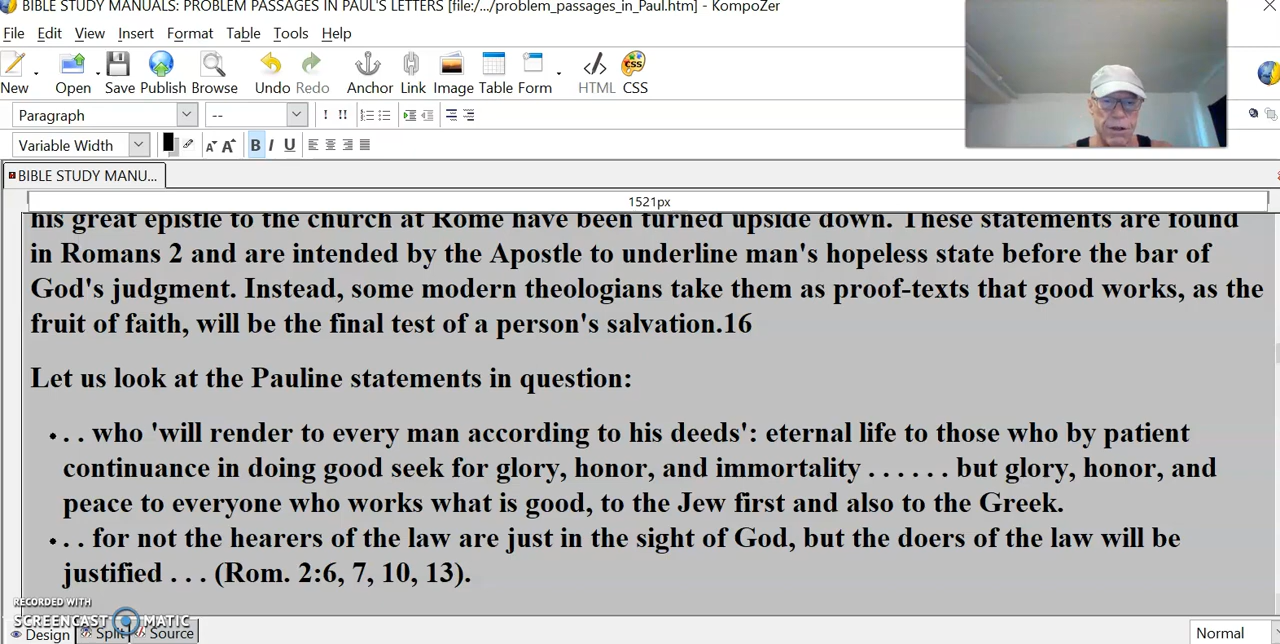 BIBLE STUDY MANUALS: PROBLEM PASSAGES IN PAUL'S LETTERS [file:/.../problem_passages_in_Paul.htm] - KompoZer
File Edit View Insert Format Table Tools Help
New Open Save Publish Browse Undo Redo Anchor Link Image Table Form HTML CSS
Paragraph -- ! !!
Variable Width A A B I U
BIBLE STUDY MANU...
1521px
his great epistle to the church at Rome have been turned upside down. These statements are found
in Romans 2 and are intended by the Apostle to underline man's hopeless state before the bar of
God's judgment. Instead, some modern theologians take them as proof-texts that good works, as the
fruit of faith, will be the final test of a person's salvation.16
Let us look at the Pauline statements in question:
• . . who 'will render to every man according to his deeds': eternal life to those who by patient
continuance in doing good seek for glory, honor, and immortality . . . . . . but glory, honor, and
peace to everyone who works what is good, to the Jew first and also to the Greek.
• . . for not the hearers of the law are just in the sight of God, but the doers of the law will be
justified . . . (Rom. 2:6, 7, 10, 13).
RECORDED WITH
SCREENCAST MATIC
Design Split Source
Normal